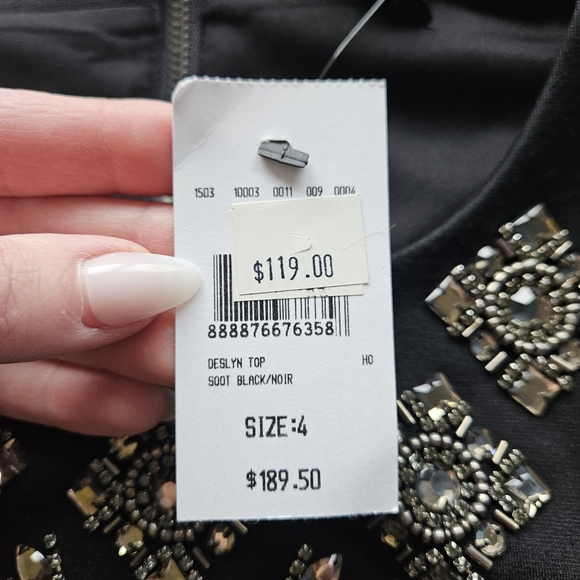 1503 10003 0011 009 0004
$119.00
888876676358
DESLYN TOP HO
SOOT BLACK/NOIR
SIZE:4
$189.50